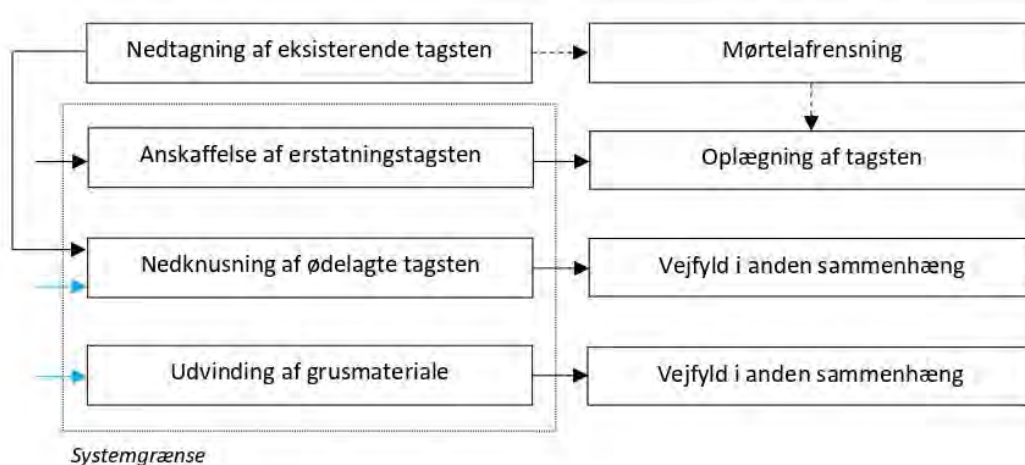 Nedtagning af eksisterende tagsten
Mørtelafrensning
Anskaffelse af erstatningstagsten
Oplægning af tagsten
Nedknusning af ødelagte tagsten
Vejfyld i anden sammenhæng
Udvinding af grusmateriale
Vejfyld i anden sammenhæng
Systemgrænse